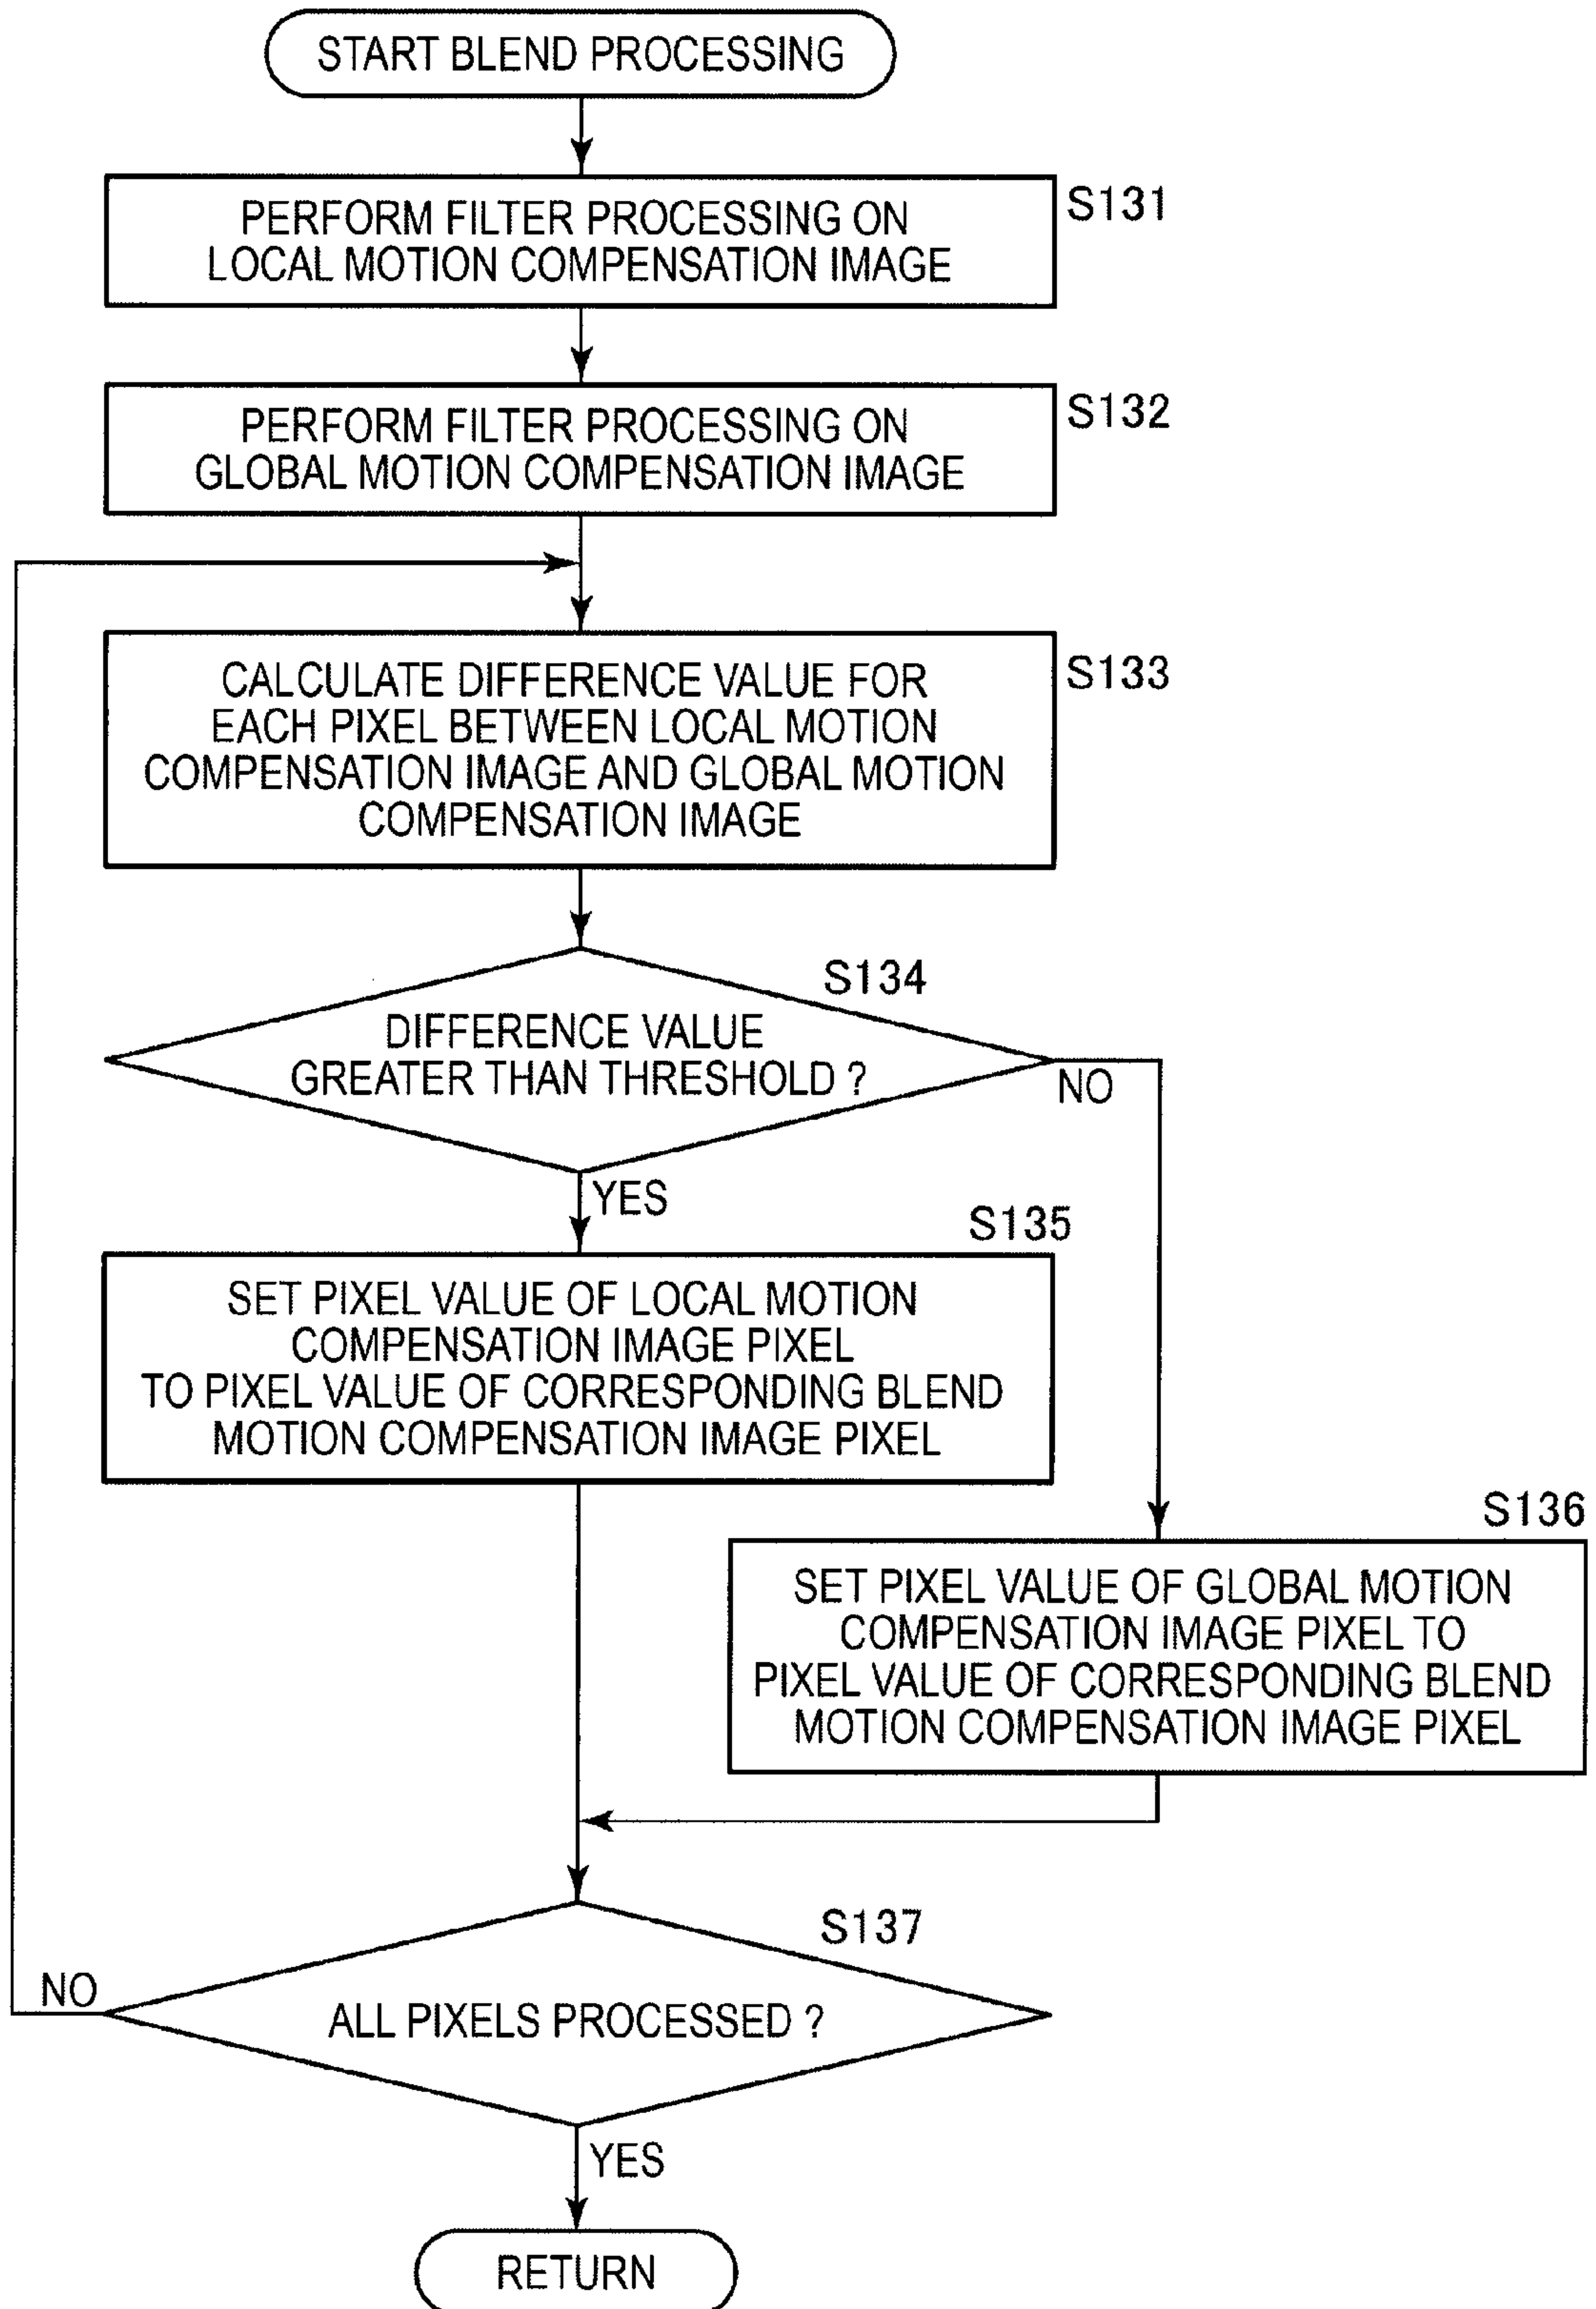 START BLEND PROCESSING
S131
PERFORM FILTER PROCESSING ON
LOCAL MOTION COMPENSATION IMAGE
S132
PERFORM FILTER PROCESSING ON
GLOBAL MOTION COMPENSATION IMAGE
S133
CALCULATE DIFFERENCE VALUE FOR
EACH PIXEL BETWEEN LOCAL MOTION
COMPENSATION IMAGE AND GLOBAL MOTION
COMPENSATION IMAGE
S134
DIFFERENCE VALUE
GREATER THAN THRESHOLD ?
NO
YES
S135
SET PIXEL VALUE OF LOCAL MOTION
COMPENSATION IMAGE PIXEL
TO PIXEL VALUE OF CORRESPONDING BLEND
MOTION COMPENSATION IMAGE PIXEL
S136
SET PIXEL VALUE OF GLOBAL MOTION
COMPENSATION IMAGE PIXEL TO
PIXEL VALUE OF CORRESPONDING BLEND
MOTION COMPENSATION IMAGE PIXEL
S137
NO
ALL PIXELS PROCESSED ?
YES
RETURN